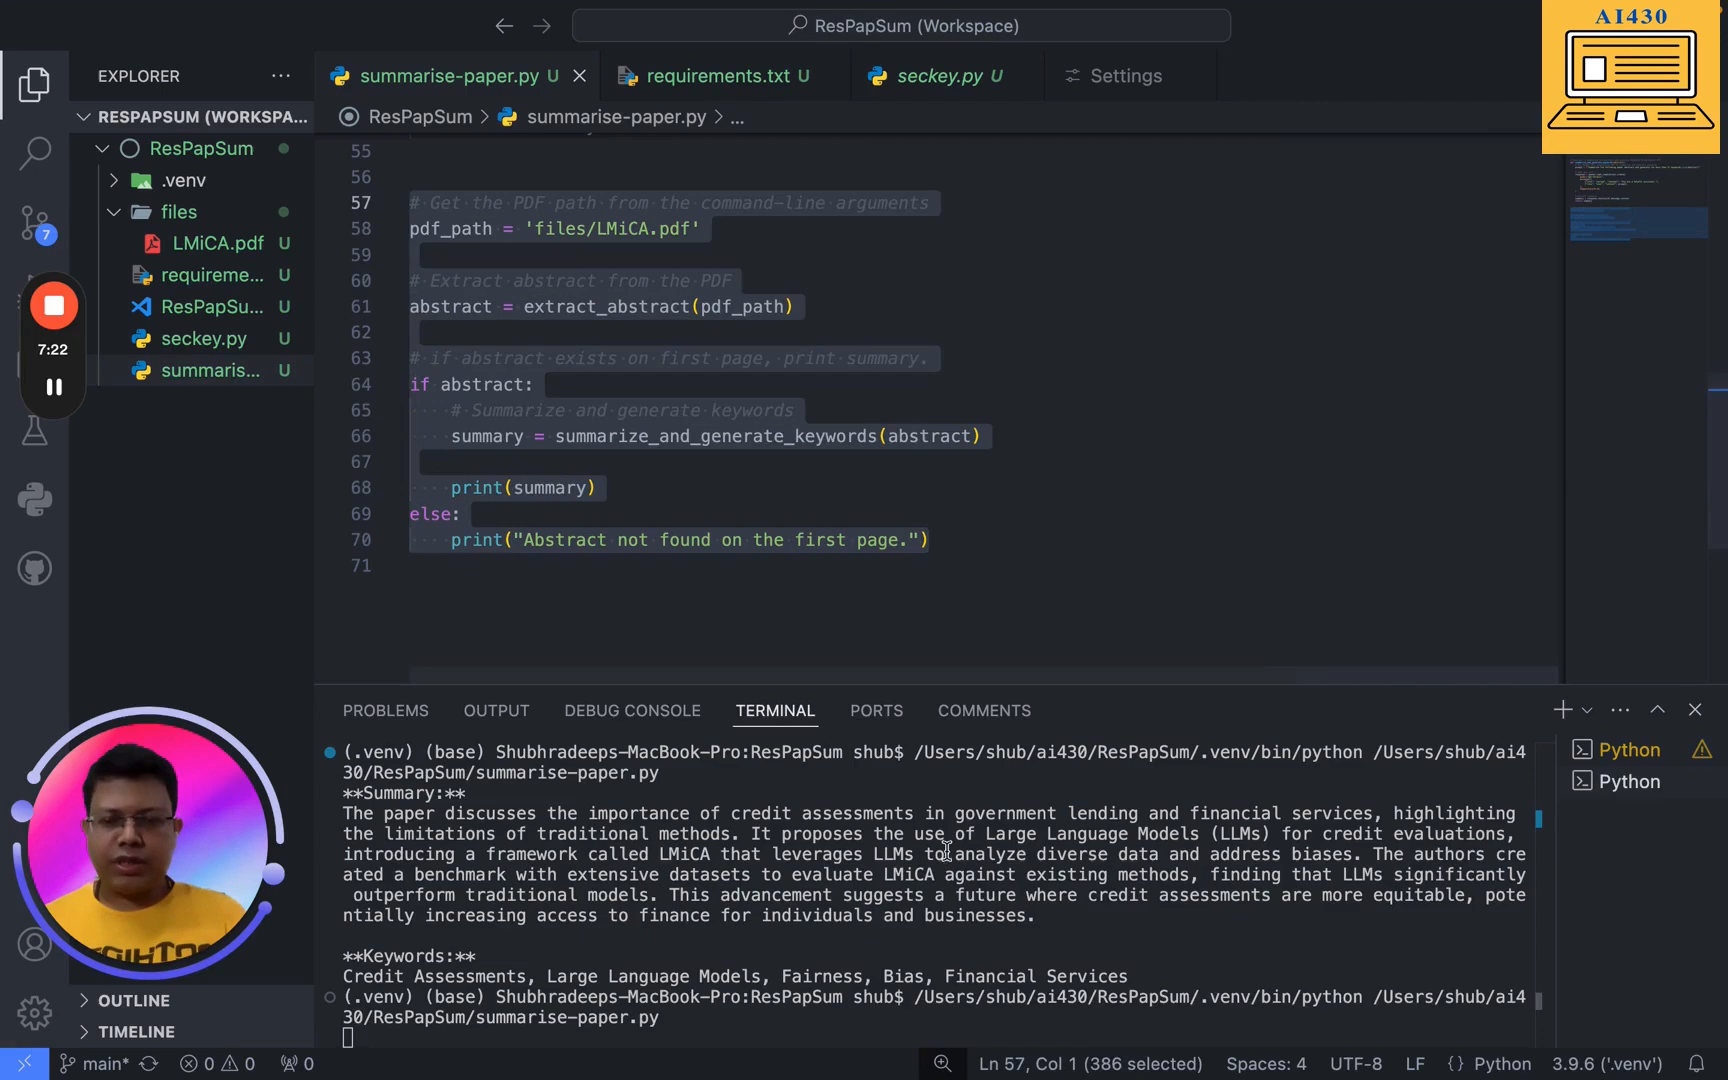 ResPapSum (Workspace)
AI430
EXPLORER
summarise-paper.py U
requirements.txt U
seckey.py U
Settings
RESPAPSUM (WORKSPA...
ResPapSum > summarise-paper.py > ...
ResPapSum
.venv
files
LMiCA.pdf U
requireme... U
ResPapSu... U
seckey.py U
summaris... U
7
7:22
55
56
57 # Get the PDF path from the command-line arguments
58 pdf_path = 'files/LMiCA.pdf'
59
60 # Extract abstract from the PDF
61 abstract = extract_abstract(pdf_path)
62
63 # if abstract exists on first page, print summary.
64 if abstract:
65 # Summarize and generate keywords
66 summary = summarize_and_generate_keywords(abstract)
67
68 print(summary)
69 else:
70 print("Abstract not found on the first page.")
71
PROBLEMS OUTPUT DEBUG CONSOLE TERMINAL PORTS COMMENTS
(.venv) (base) Shubhradeeps-MacBook-Pro:ResPapSum shub$ /Users/shub/ai430/ResPapSum/.venv/bin/python /Users/shub/ai4
30/ResPapSum/summarise-paper.py
**Summary:**
The paper discusses the importance of credit assessments in government lending and financial services, highlighting
the limitations of traditional methods. It proposes the use of Large Language Models (LLMs) for credit evaluations,
introducing a framework called LMiCA that leverages LLMs to analyze diverse data and address biases. The authors cre
ated a benchmark with extensive datasets to evaluate LMiCA against existing methods, finding that LLMs significantly
outperform traditional models. This advancement suggests a future where credit assessments are more equitable, pote
ntially increasing access to finance for individuals and businesses.
**Keywords:**
Credit Assessments, Large Language Models, Fairness, Bias, Financial Services
(.venv) (base) Shubhradeeps-MacBook-Pro:ResPapSum shub$ /Users/shub/ai430/ResPapSum/.venv/bin/python /Users/shub/ai4
30/ResPapSum/summarise-paper.py
Python
Python
OUTLINE
TIMELINE
main* 0 0 0
Ln 57, Col 1 (386 selected) Spaces: 4 UTF-8 LF {} Python 3.9.6 ('.venv')